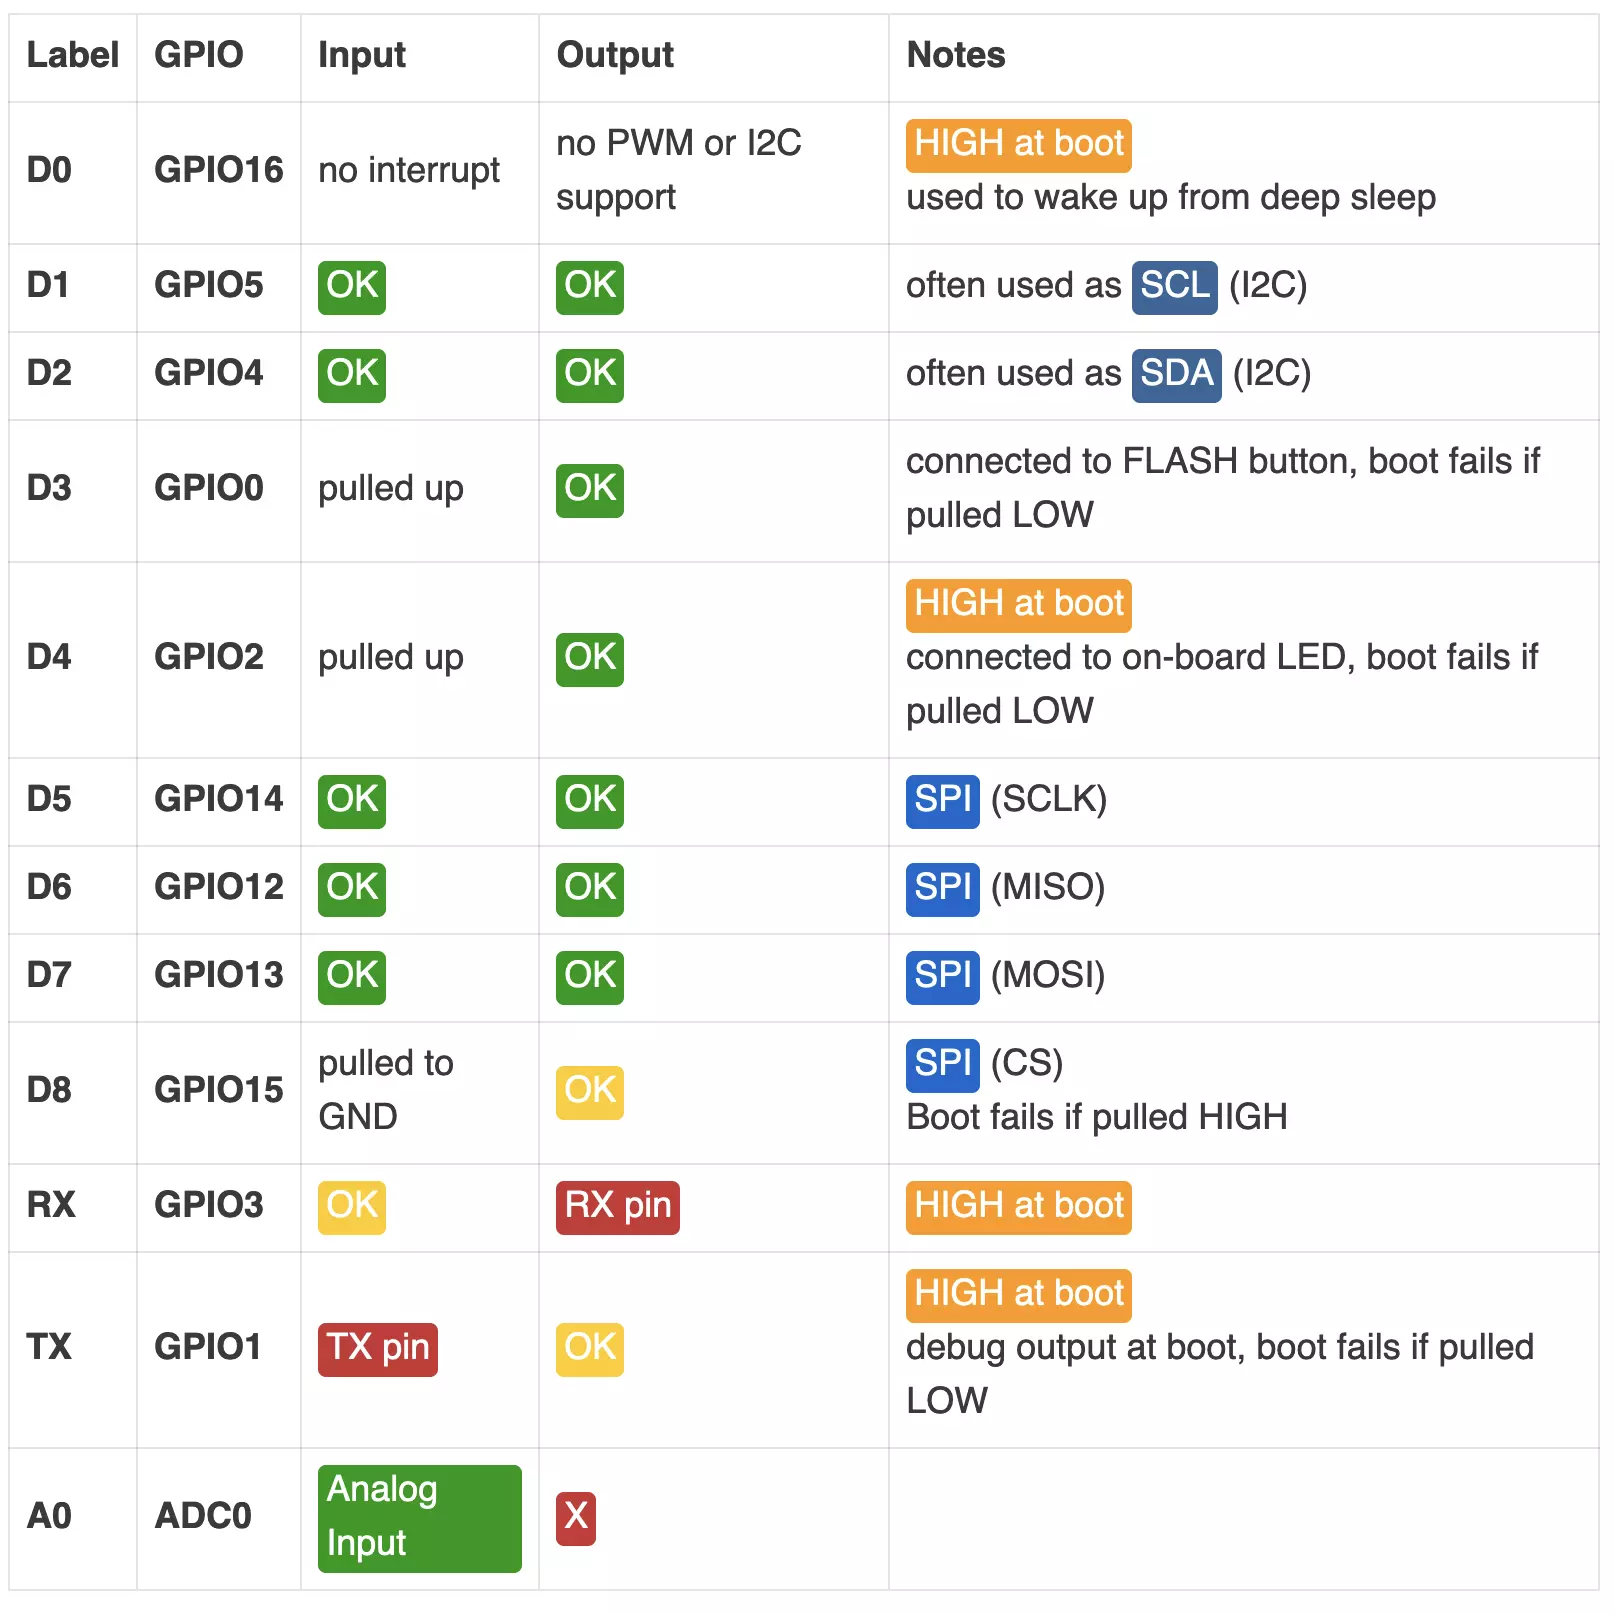 Label GPIO Input Output Notes
D0 GPIO16 no interrupt no PWM or I2C support HIGH at boot
used to wake up from deep sleep
D1 GPIO5 OK OK often used as SCL (I2C)
D2 GPIO4 OK OK often used as SDA (I2C)
D3 GPIO0 pulled up OK connected to FLASH button, boot fails if
pulled LOW
D4 GPIO2 pulled up OK HIGH at boot
connected to on-board LED, boot fails if
pulled LOW
D5 GPIO14 OK OK SPI (SCLK)
D6 GPIO12 OK OK SPI (MISO)
D7 GPIO13 OK OK SPI (MOSI)
D8 GPIO15 pulled to GND OK SPI (CS)
Boot fails if pulled HIGH
RX GPIO3 OK RX pin HIGH at boot
TX GPIO1 TX pin OK HIGH at boot
debug output at boot, boot fails if pulled
LOW
A0 ADC0 Analog Input X